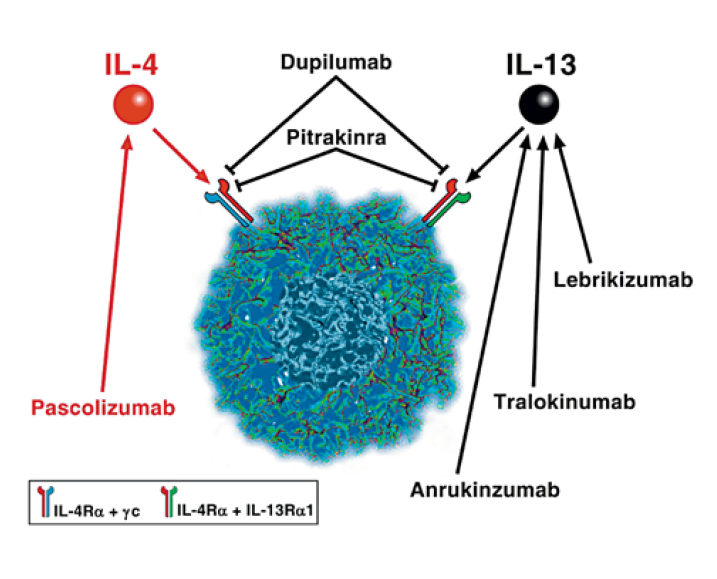 IL-4
Dupilumab
IL-13
Pitrakinra
Lebrikizumab
Pascolizumab
Tralokinumab
Anrukinzumab
IL-4Rα + γc
IL-4Rα + IL-13Rα1